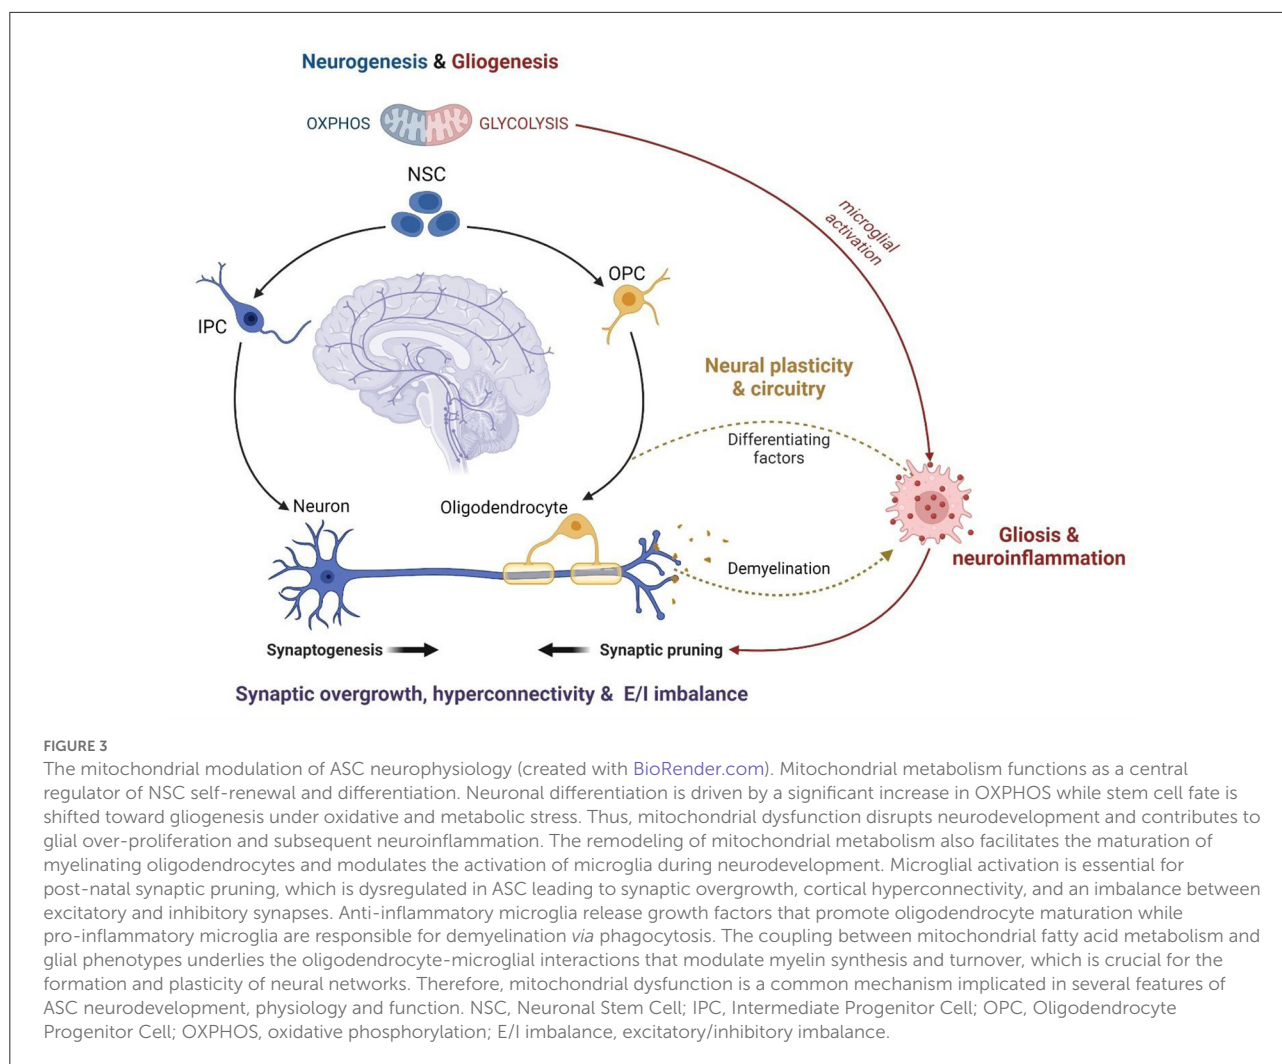 Neurogenesis & Gliogenesis
OXPHOS
GLYCOLYSIS
NSC
microglial
activation
OPC
IPC
Neural plasticity
& circuitry
Differentiating
factors
Neuron
Oligodendrocyte
Gliosis &
neuroinflammation
Demyelination
Synaptogenesis
Synaptic pruning
Synaptic overgrowth, hyperconnectivity & E/I imbalance
FIGURE 3
The mitochondrial modulation of ASC neurophysiology (created with BioRender.com). Mitochondrial metabolism functions as a central
regulator of NSC self-renewal and differentiation. Neuronal differentiation is driven by a significant increase in OXPHOS while stem cell fate is
shifted toward gliogenesis under oxidative and metabolic stress. Thus, mitochondrial dysfunction disrupts neurodevelopment and contributes to
glial over-proliferation and subsequent neuroinflammation. The remodeling of mitochondrial metabolism also facilitates the maturation of
myelinating oligodendrocytes and modulates the activation of microglia during neurodevelopment. Microglial activation is essential for
post-natal synaptic pruning, which is dysregulated in ASC leading to synaptic overgrowth, cortical hyperconnectivity, and an imbalance between
excitatory and inhibitory synapses. Anti-inflammatory microglia release growth factors that promote oligodendrocyte maturation while
pro-inflammatory microglia are responsible for demyelination via phagocytosis. The coupling between mitochondrial fatty acid metabolism and
glial phenotypes underlies the oligodendrocyte-microglial interactions that modulate myelin synthesis and turnover, which is crucial for the
formation and plasticity of neural networks. Therefore, mitochondrial dysfunction is a common mechanism implicated in several features of
ASC neurodevelopment, physiology and function. NSC, Neuronal Stem Cell; IPC, Intermediate Progenitor Cell; OPC, Oligodendrocyte
Progenitor Cell; OXPHOS, oxidative phosphorylation; E/I imbalance, excitatory/inhibitory imbalance.